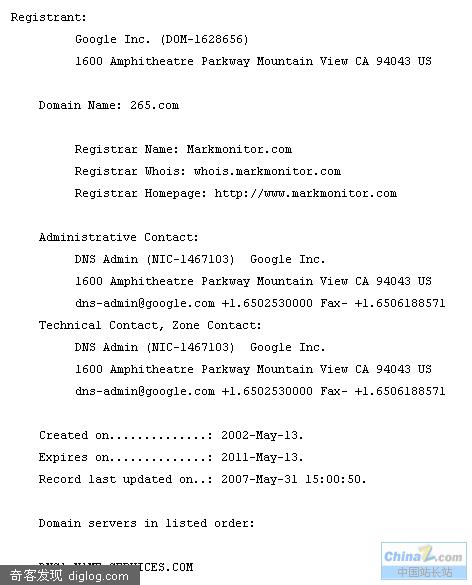 Registrant:
Google Inc. (DOM-1628656)
1600 Amphitheatre Parkway Mountain View CA 94043 US
Domain Name: 265.com
Registrar Name: Markmonitor.com
Registrar Whois: whois.markmonitor.com
Registrar Homepage: http://www.markmonitor.com
Administrative Contact:
DNS Admin (NIC-1467103) Google Inc.
1600 Amphitheatre Parkway Mountain View CA 94043 US
dns-admin@google.com +1.6502530000 Fax- +1.6506188571
Technical Contact, Zone Contact:
DNS Admin (NIC-1467103) Google Inc.
1600 Amphitheatre Parkway Mountain View CA 94043 US
dns-admin@google.com +1.6502530000 Fax- +1.6506188571
Created on..............: 2002-May-13.
Expires on..............: 2011-May-13.
Record last updated on..: 2007-May-31 15:00:50.
Domain servers in listed order:
SERVICES.COM
奇客发现 diglog.com
ChinaZ.com
中国站长站